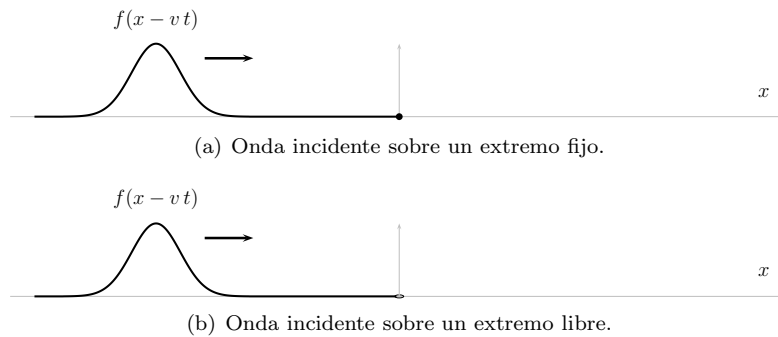 f(x − v t)
x
(a) Onda incidente sobre un extremo fijo.
f(x − v t)
x
(b) Onda incidente sobre un extremo libre.